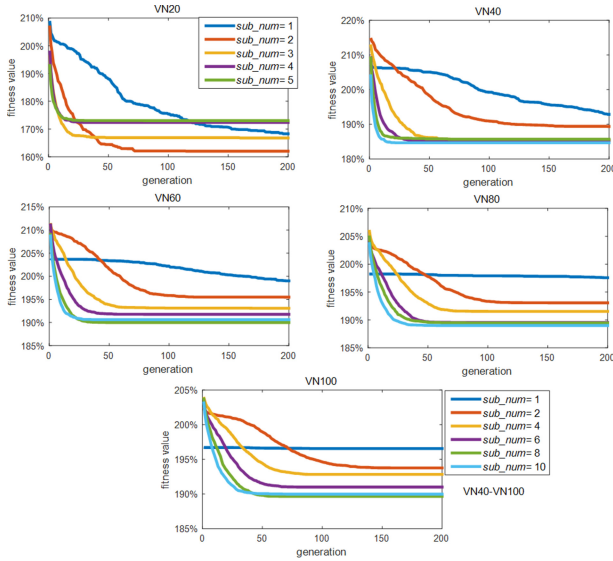 VN20
210%
200%
190%
180%
170%
160%
fitness value
0
50
100
150
200
generation
sub_num= 1
sub_num= 2
sub_num= 3
sub_num= 4
sub_num= 5
VN40
220%
210%
200%
190%
180%
fitness value
0
50
100
150
200
generation
VN60
215%
210%
205%
200%
195%
190%
185%
fitness value
0
50
100
150
200
generation
VN80
210%
205%
200%
195%
190%
185%
fitness value
0
50
100
150
200
generation
VN100
205%
200%
195%
190%
185%
fitness value
0
50
100
150
200
generation
sub_num= 1
sub_num= 2
sub_num= 4
sub_num= 6
sub_num= 8
sub_num= 10
VN40-VN100